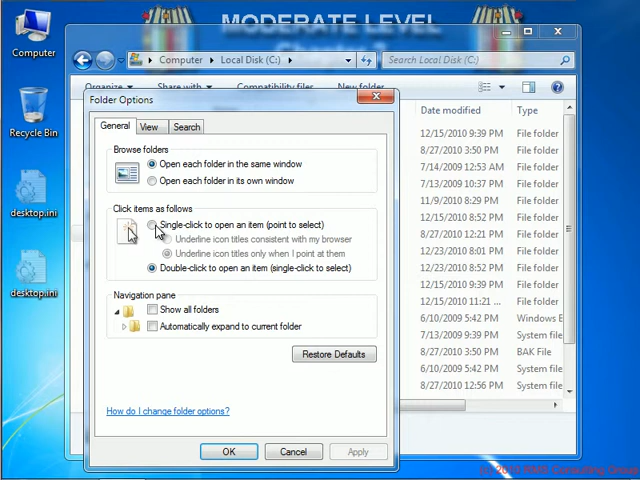 MODERATE LEVEL
Computer
Computer
Local Disk (C:)
Search Local Disk (C:)
Organize
Share with
Compatibility files
New folder
Folder Options
General
View
Search
Date modified
Type
Browse folders
Open each folder in the same window
Open each folder in its own window
Click items as follows
Single-click to open an item (point to select)
Underline icon titles consistent with my browser
Underline icon titles only when I point at them
Double-click to open an item (single-click to select)
Navigation pane
Show all folders
Automatically expand to current folder
Restore Defaults
How do I change folder options?
OK
Cancel
Apply
Recycle Bin
desktop.ini
desktop.ini
12/15/2010 9:39 PM File folder
8/27/2010 3:50 PM File folder
7/14/2009 12:53 AM File folder
7/13/2009 10:37 PM File folder
11/9/2010 8:29 PM File folder
12/15/2010 9:39 PM File folder
8/27/2010 12:21 PM File folder
12/23/2010 8:52 PM File folder
12/23/2010 8:52 PM File folder
12/15/2010 9:39 PM File folder
12/15/2010 11:21 ... File folder
6/10/2009 5:42 PM Windows E
7/13/2009 9:39 PM System file
8/27/2010 3:50 PM BAK File
6/10/2009 5:42 PM System file
8/27/2010 12:56 PM System file
(c) 2010 RMS Consulting Group